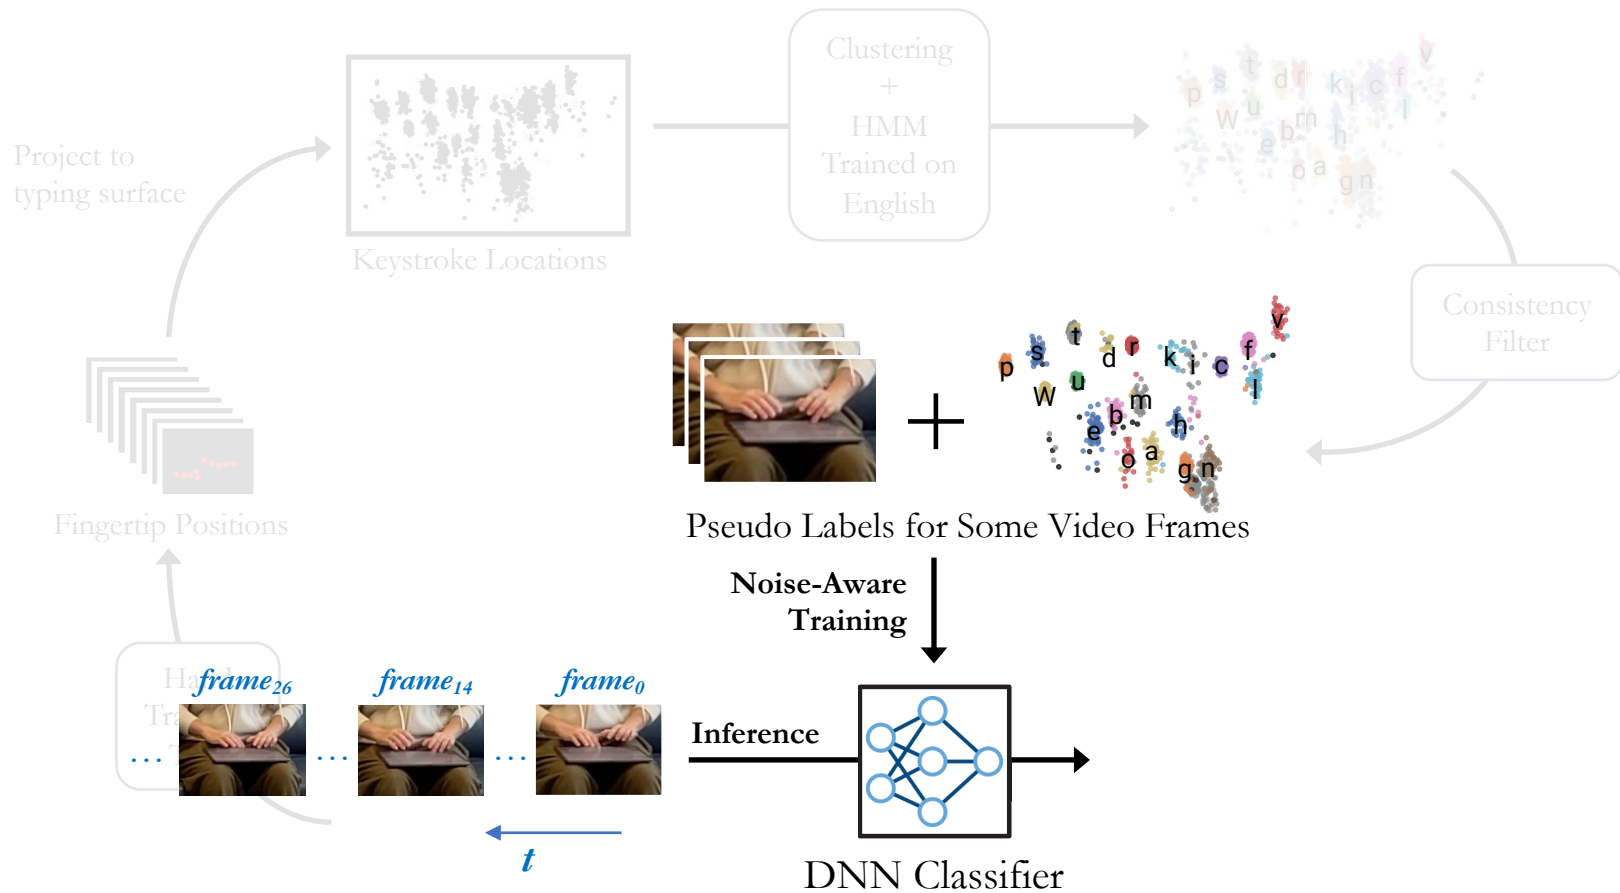 Clustering
+
HMM
Trained on
English
Project to
typing surface
Keystroke Locations
p s t d r k i c f v
W u b m h l
e o a g n
Consistency
Filter
p s t d r k i c f v
W u b m h l
e o a g n
Pseudo Labels for Some Video Frames
Fingertip Positions
Noise-Aware
Training
frame26
frame14
frame0
... ... ...
Inference
t
DNN Classifier